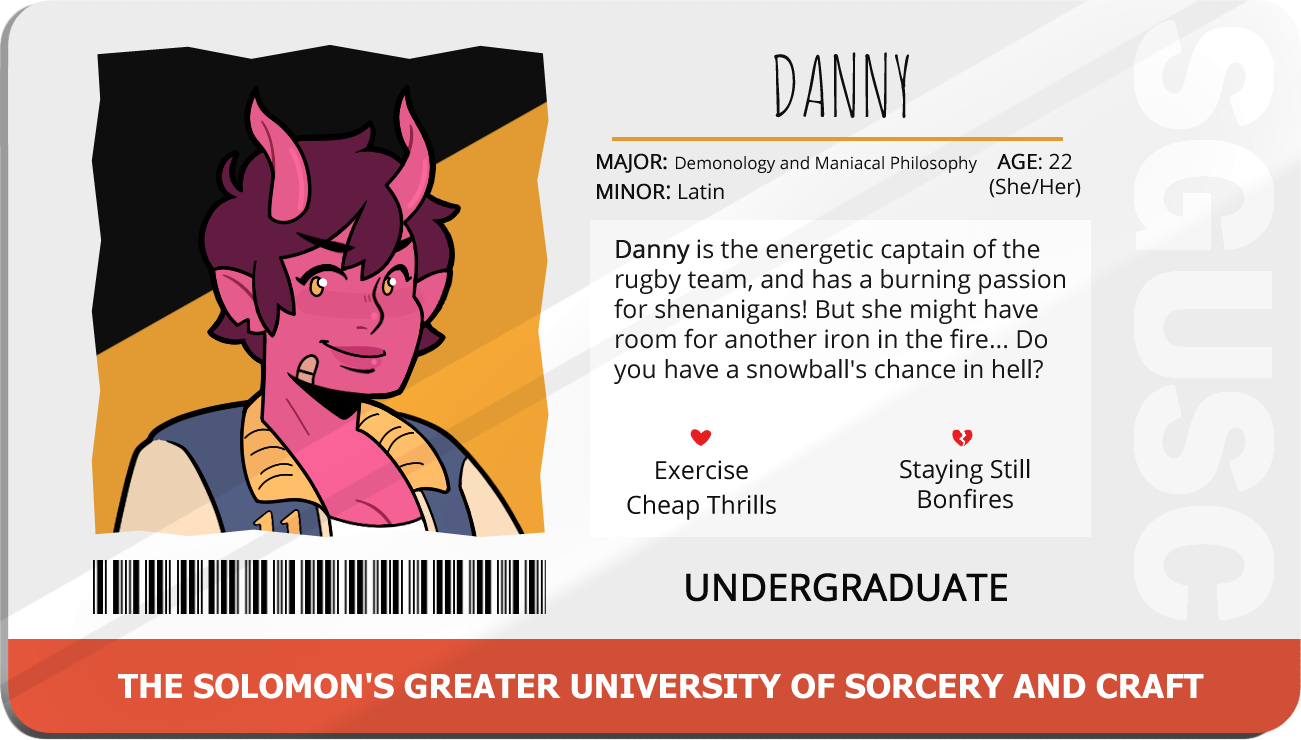 DANNY
MAJOR: Demonology and Maniacal Philosophy
AGE: 22
MINOR: Latin
(She/Her)
Danny is the energetic captain of the
rugby team, and has a burning passion
for shenanigans! But she might have
room for another iron in the fire... Do
you have a snowball's chance in hell?
Exercise
Cheap Thrills
Staying Still
Bonfires
11
UNDERGRADUATE
SGUSC
THE SOLOMON'S GREATER UNIVERSITY OF SORCERY AND CRAFT